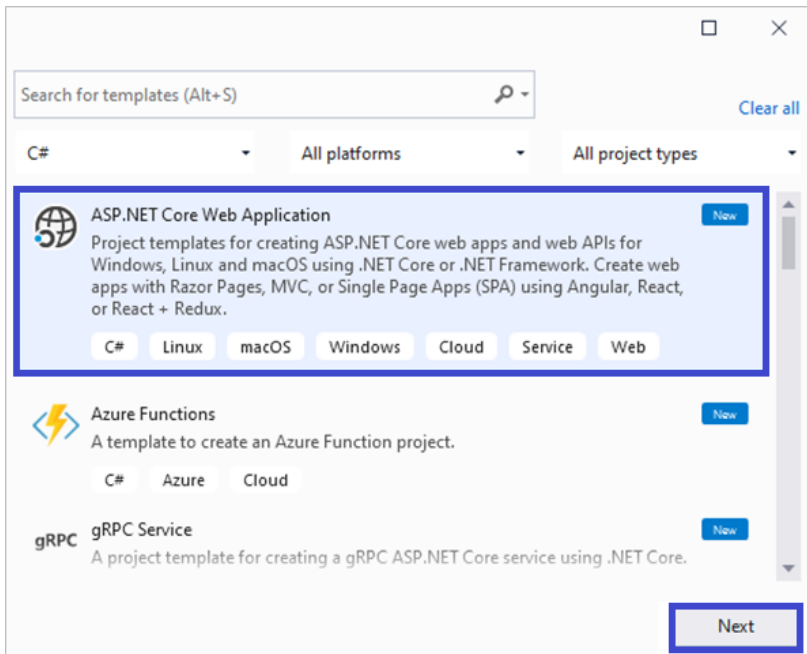 Search for templates (Alt+S)
Clear all
C# All platforms All project types
ASP.NET Core Web Application New
Project templates for creating ASP.NET Core web apps and web APIs for
Windows, Linux and macOS using .NET Core or .NET Framework. Create web
apps with Razor Pages, MVC, or Single Page Apps (SPA) using Angular, React,
or React + Redux.
C# Linux macOS Windows Cloud Service Web
Azure Functions New
A template to create an Azure Function project.
C# Azure Cloud
gRPC gRPC Service New
A project template for creating a gRPC ASP.NET Core service using .NET Core.
Next